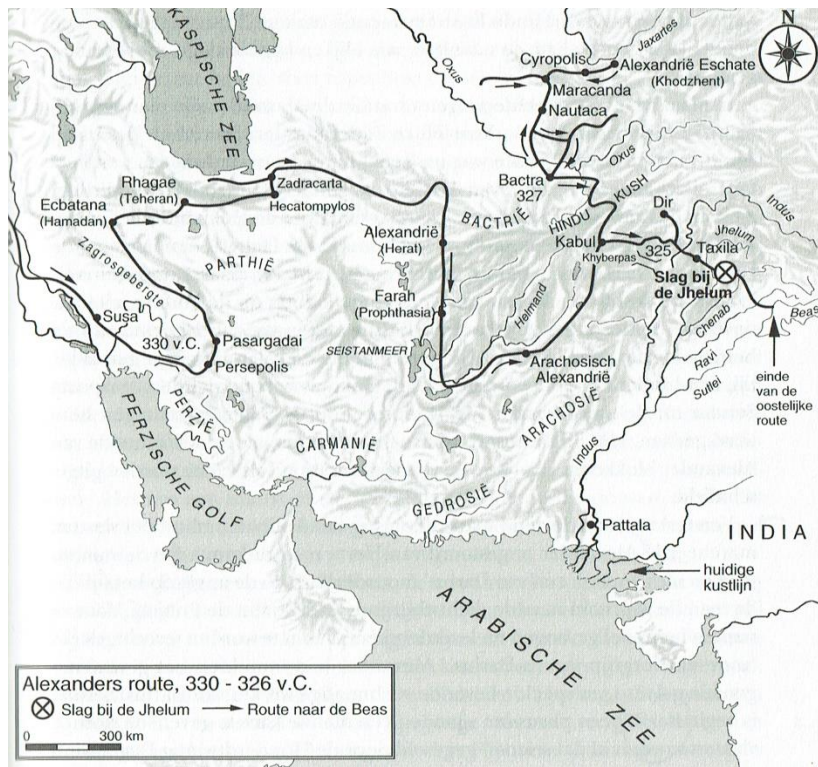 KASPISCHE ZEE
N
Jaxartes
Oxus
Cyropolis
Alexandrië Eschate
(Khodzhent)
Maracanda
Nautaca
Oxus
Bactra
327
Rhagae
(Teheran)
Zadracarta
Hecatompylos
Ecbatana
(Hamadan)
Zagrosgebergte
PARTHIË
Alexandrië
(Herat)
BACTRIË
HINDU
KUSH
Kabul
Khyberpas
Dir
325
Taxila
Indus
Jhelum
Slag bij
de Jhelum
Beas
Chenab
Ravi
Sutlej
einde
van de
oostelijke
route
Farah
(Prophthasia)
Helmand
SEISTANMEER
Arachosisch
Alexandrië
ARACHOSIË
Susa
330 v.C.
Pasargadai
Persepolis
PERZIË
PERZISCHE GOLF
CARMANIË
GEDROSIË
Indus
Pattala
INDIA
huidige
kustlijn
ARABISCHE ZEE
Alexanders route, 330 - 326 v.C.
Slag bij de Jhelum
Route naar de Beas
0 300 km